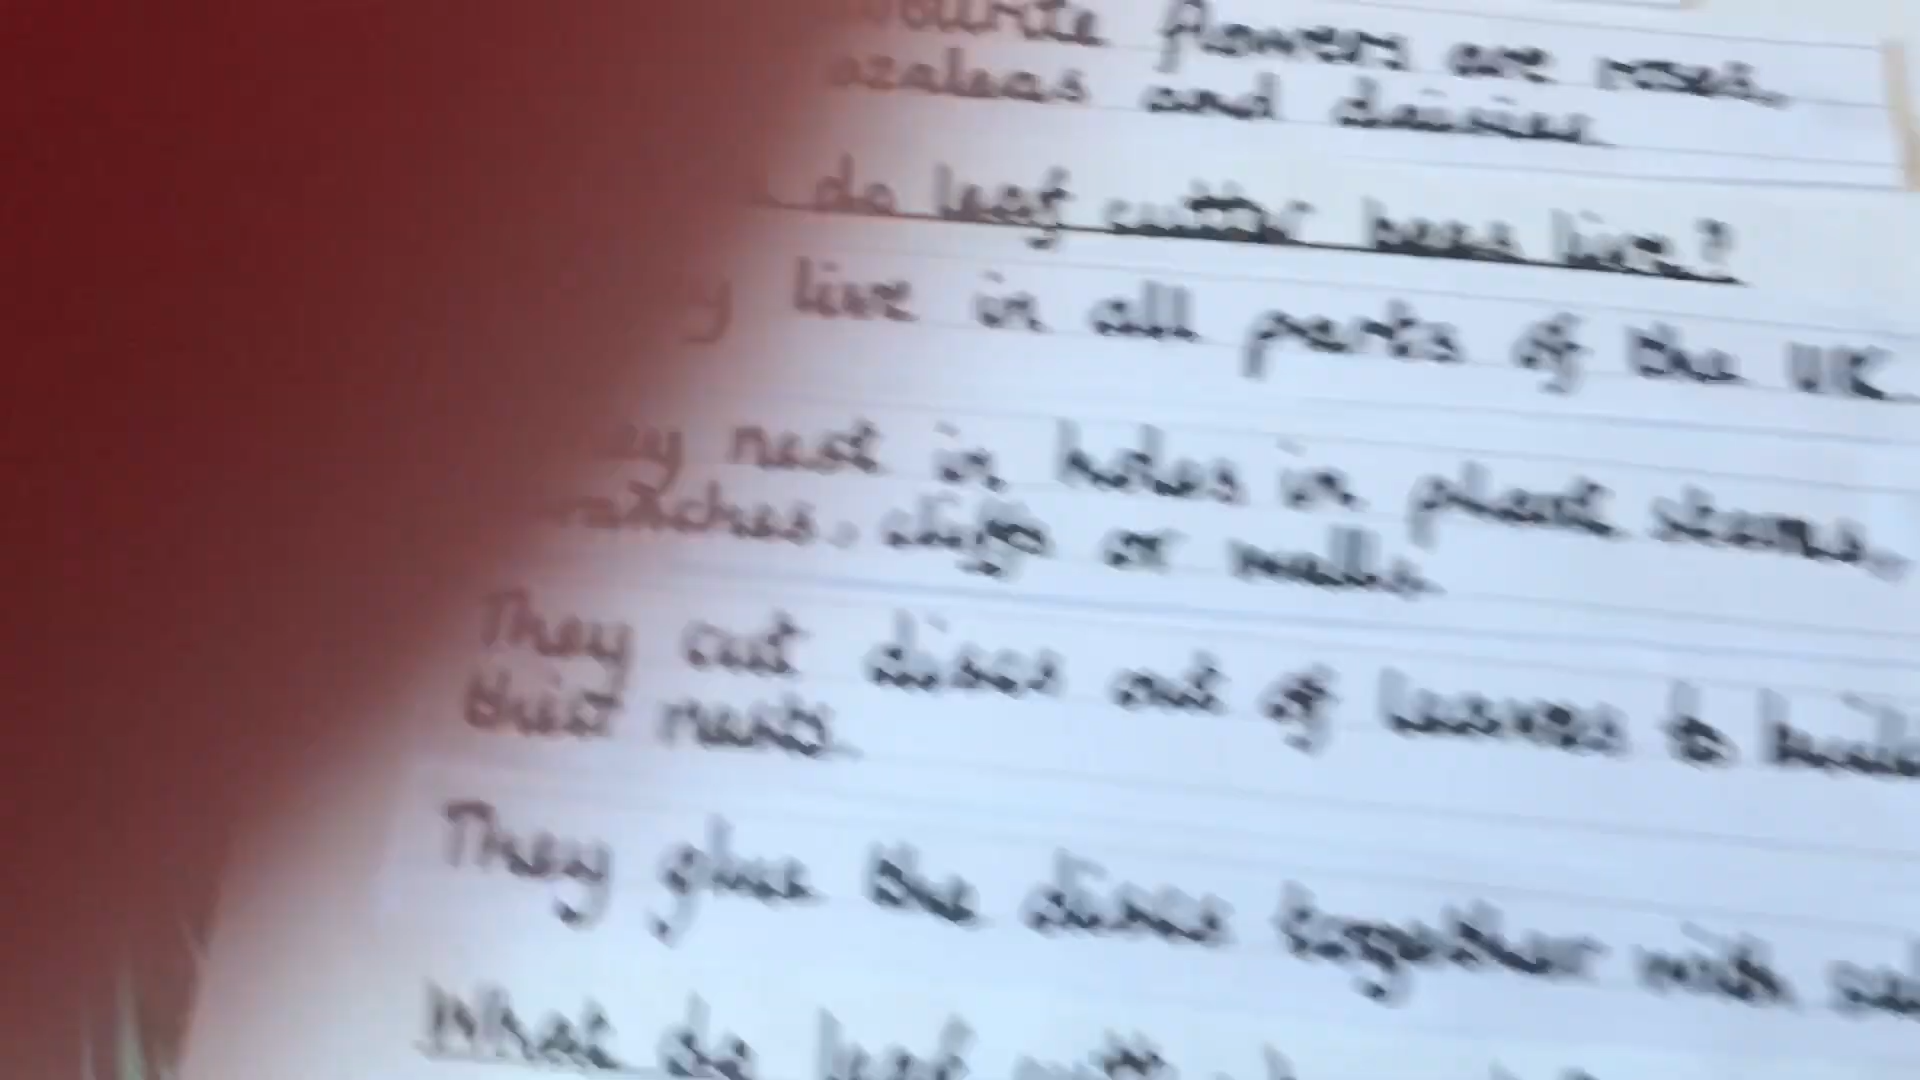 flowers are roses,
azaleas and daisies.
do leaf cutter bees live?
live in all parts of the UK
nest in holes in plant stems,
cliffs or walls.
They cut discs out of leaves to build
their nests.
They glue the discs together with
What do leaf